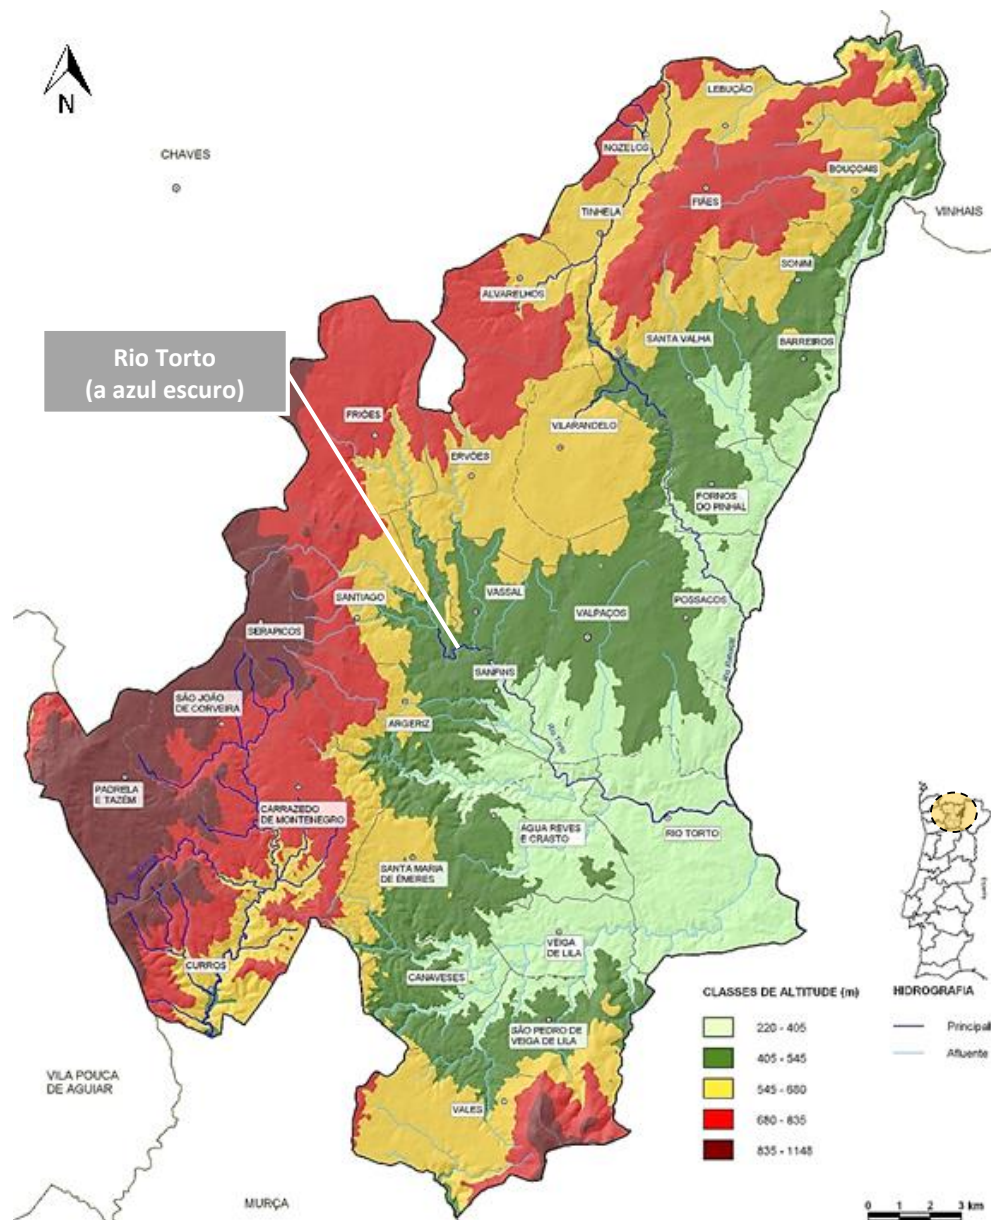 N
CHAVES
LEBUÇÃO
NOZELOS
BOUÇOAIS
FIÃES
VINHAIS
TINHELA
SONIM
ALVARELHOS
SANTA VALHA
BARREIROS
Rio Torto
(a azul escuro)
FRIÕES
VILARANDELO
ERVÕES
FORNOS
DO PINHAL
VASSAL
SANTIAGO
VALPAÇOS
POSSACOS
SERAPICOS
SANFINS
SÃO JOÃO
DE CORVEIRA
ARGERIZ
Rio Torto
PADRELA
E TAZÉM
CARRAZEDO
DE MONTENEGRO
ÁGUA REVÉS
E CRASTO
RIO TORTO
SANTA MARIA
DE ÉMERES
VEIGA
DE LILA
CURROS
CANAVESES
SÃO PEDRO DE
VEIGA DE LILA
VILA POUCA
DE AGUIAR
VALES
MURÇA
CLASSES DE ALTITUDE (m)
220 - 405
405 - 545
545 - 680
680 - 835
835 - 1148
HIDROGRAFIA
Principal
Afluente
0 1 2 3 km